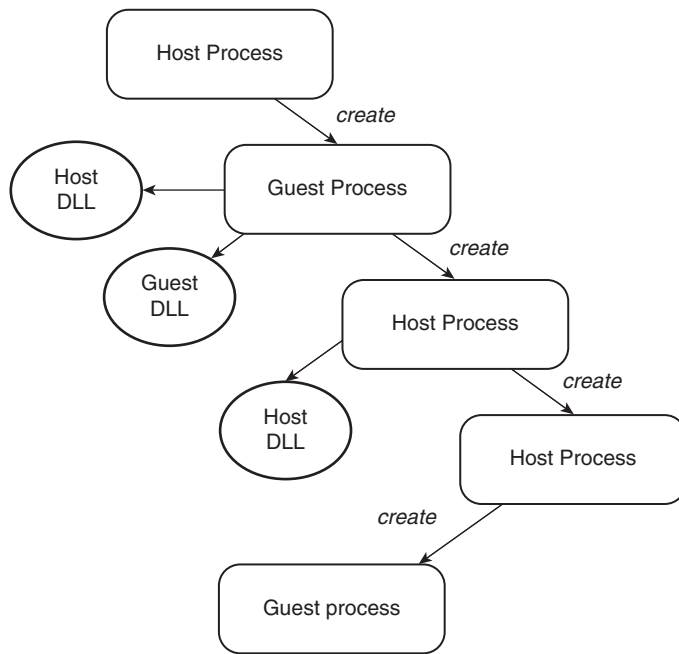 Host Process
create
Guest Process
Host
DLL
create
Guest
DLL
Host Process
create
Host
DLL
Host Process
create
Guest process